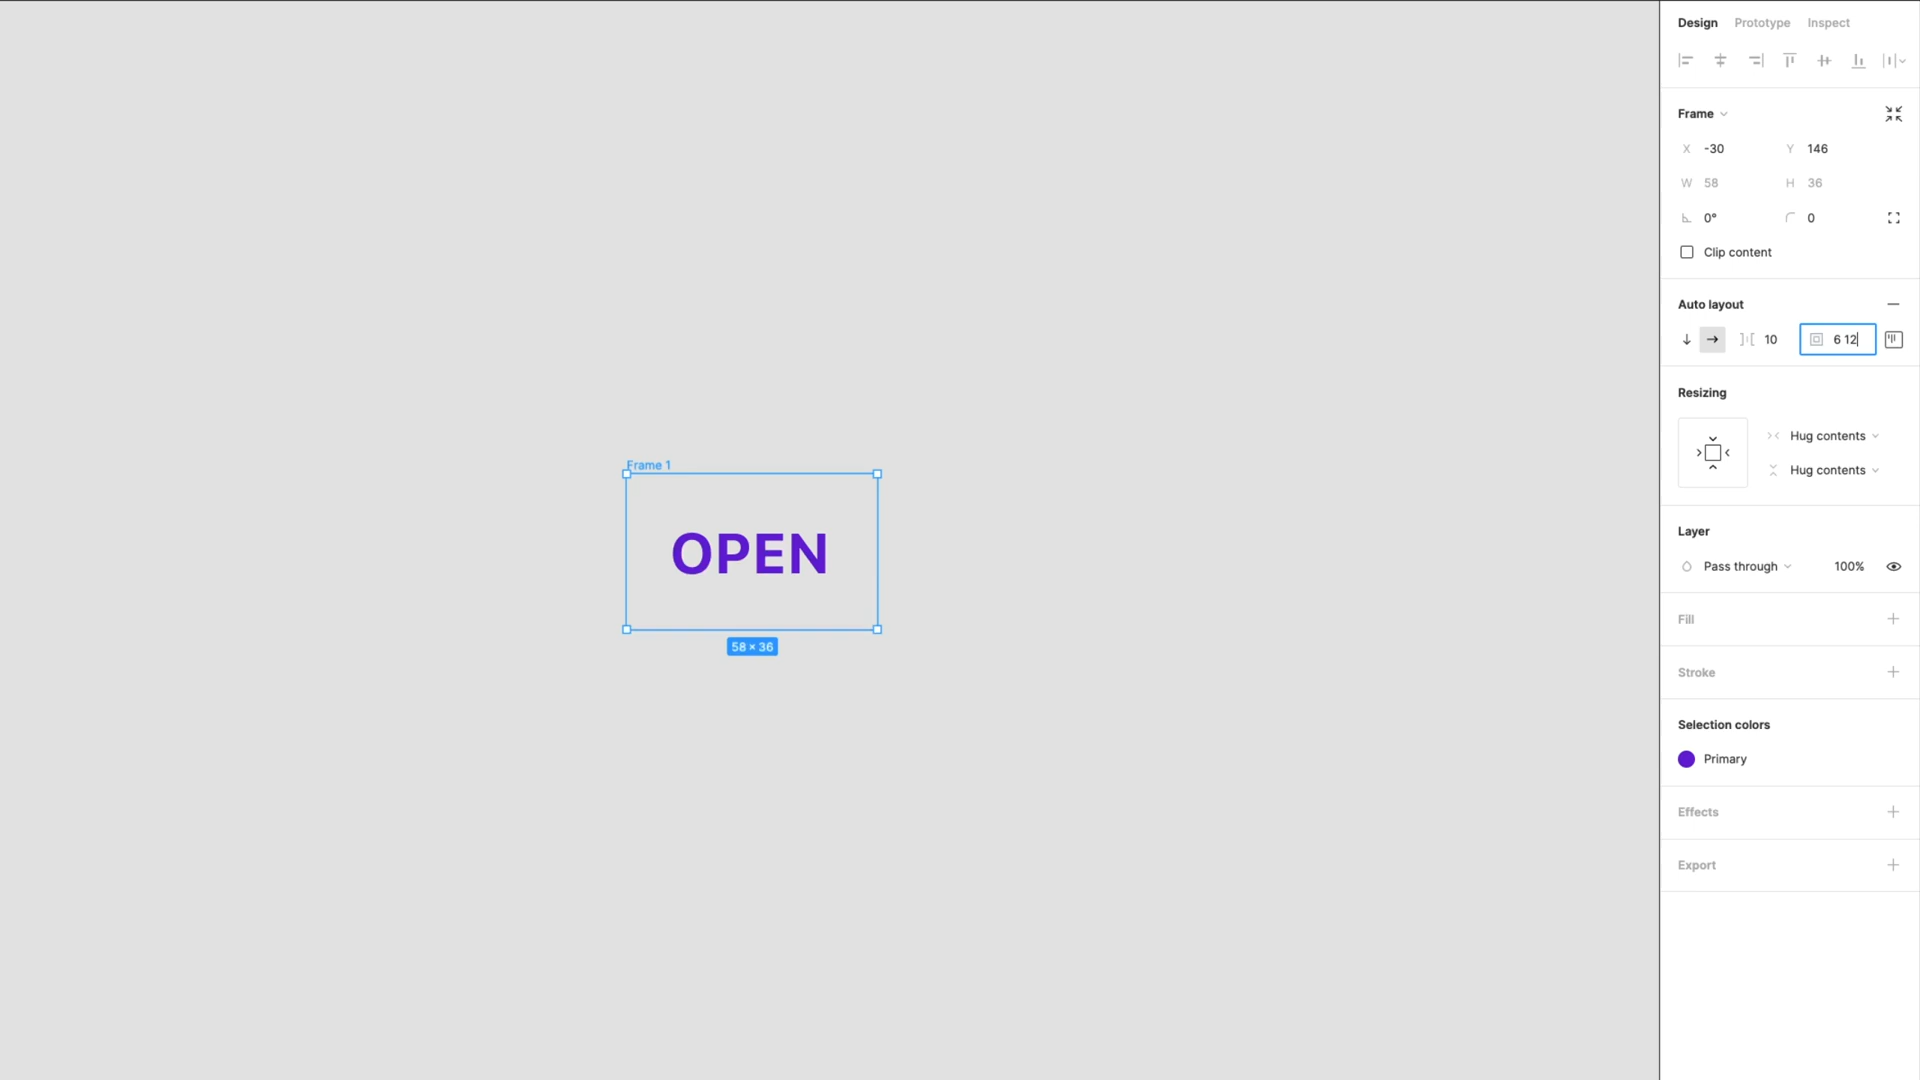 Design Prototype Inspect
Frame
X -30 Y 146
W 58 H 36
0° 0
Clip content
Auto layout
10 6 12
Resizing
Hug contents
Hug contents
Frame 1
OPEN
58 × 36
Layer
Pass through 100%
Fill
Stroke
Selection colors
Primary
Effects
Export